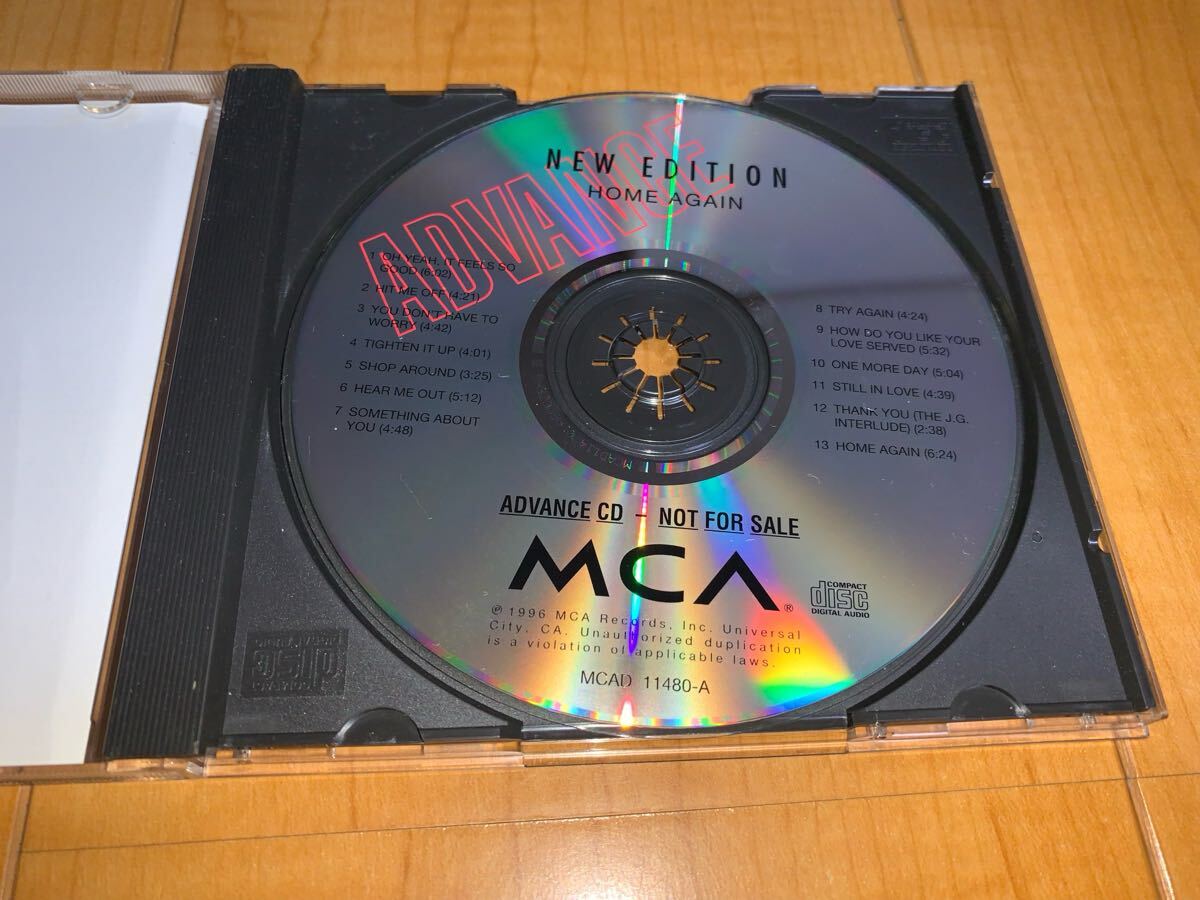 ADVANCE
NEW EDITION
HOME AGAIN
1 OH YEAH, IT FEELS SO
GOOD (6:02)
2 HIT ME OFF (4:21)
3 YOU DON'T HAVE TO
WORRY (4:42)
4 TIGHTEN IT UP (4:01)
5 SHOP AROUND (3:25)
6 HEAR ME OUT (5:12)
7 SOMETHING ABOUT
YOU (4:48)
8 TRY AGAIN (4:24)
9 HOW DO YOU LIKE YOUR
LOVE SERVED (5:32)
10 ONE MORE DAY (5:04)
11 STILL IN LOVE (4:39)
12 THANK YOU (THE J.G.
INTERLUDE) (2:38)
13 HOME AGAIN (6:24)
ADVANCE CD - NOT FOR SALE
MCA®
COMPACT
disc
DIGITAL AUDIO
℗ 1996 MCA Records, Inc. Universal
City, CA. Unauthorized duplication
is a violation of applicable laws.
MCAD 11480-A